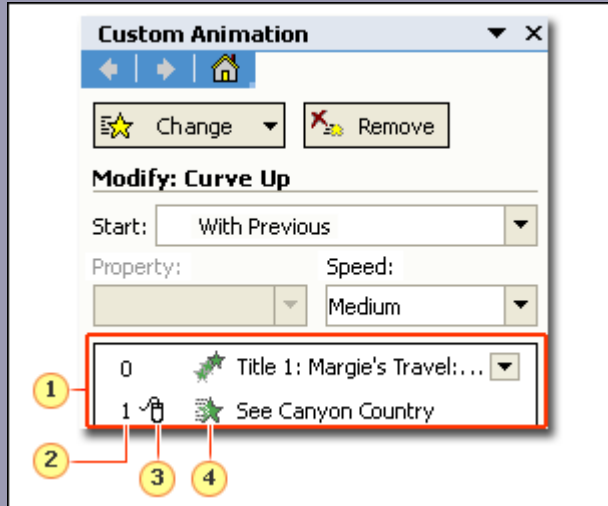 Custom Animation
Change Remove
Modify: Curve Up
Start: With Previous
Property: Speed:
Medium
0 Title 1: Margie's Travel:...
1 1 See Canyon Country
2 3 4